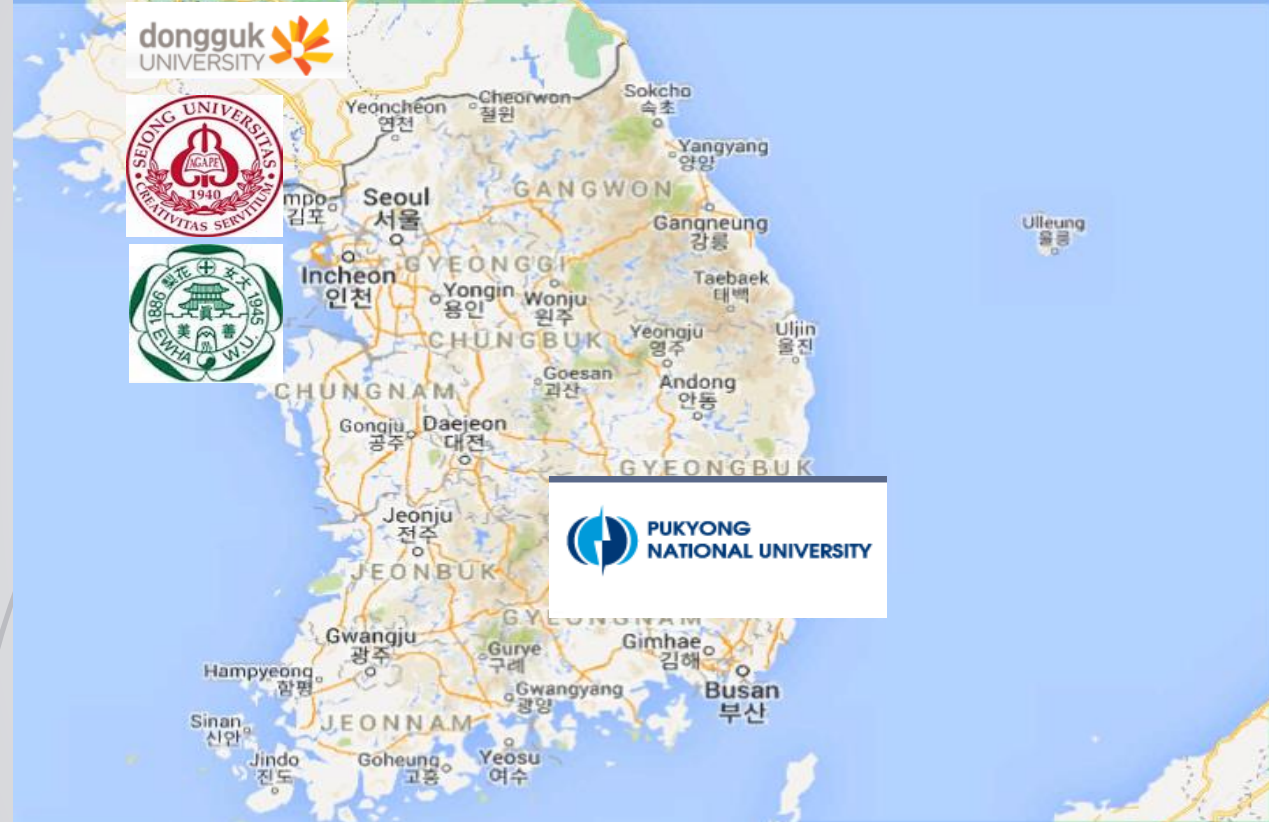 dongguk
UNIVERSITY
SEJONG UNIVERSITAS
AGAPE
1940
CREATIVITAS SERVITIUM
1886 梨花 女大 1945
眞
美 善
EWHA W.U.
Yeoncheon
연천
Cheorwon
철원
Sokcho
속초
Yangyang
양양
GANGWON
mpo
김포
Seoul
서울
Gangneung
강릉
Ulleung
울릉
Incheon
인천
GYEONGGI
Yongin
용인
Wonju
원주
Taebaek
태백
CHUNGBUK
Yeongju
영주
Uljin
울진
CHUNGNAM
Goesan
괴산
Andong
안동
Gongju
공주
Daejeon
대전
GYEONGBUK
Jeonju
전주
PUKYONG
NATIONAL UNIVERSITY
JEONBUK
GYEONGNAM
Gwangju
광주
Gurye
구례
Gimhae
김해
Hampyeong
함평
Gwangyang
광양
Busan
부산
Sinan
신안
JEONNAM
Jindo
진도
Goheung
고흥
Yeosu
여수